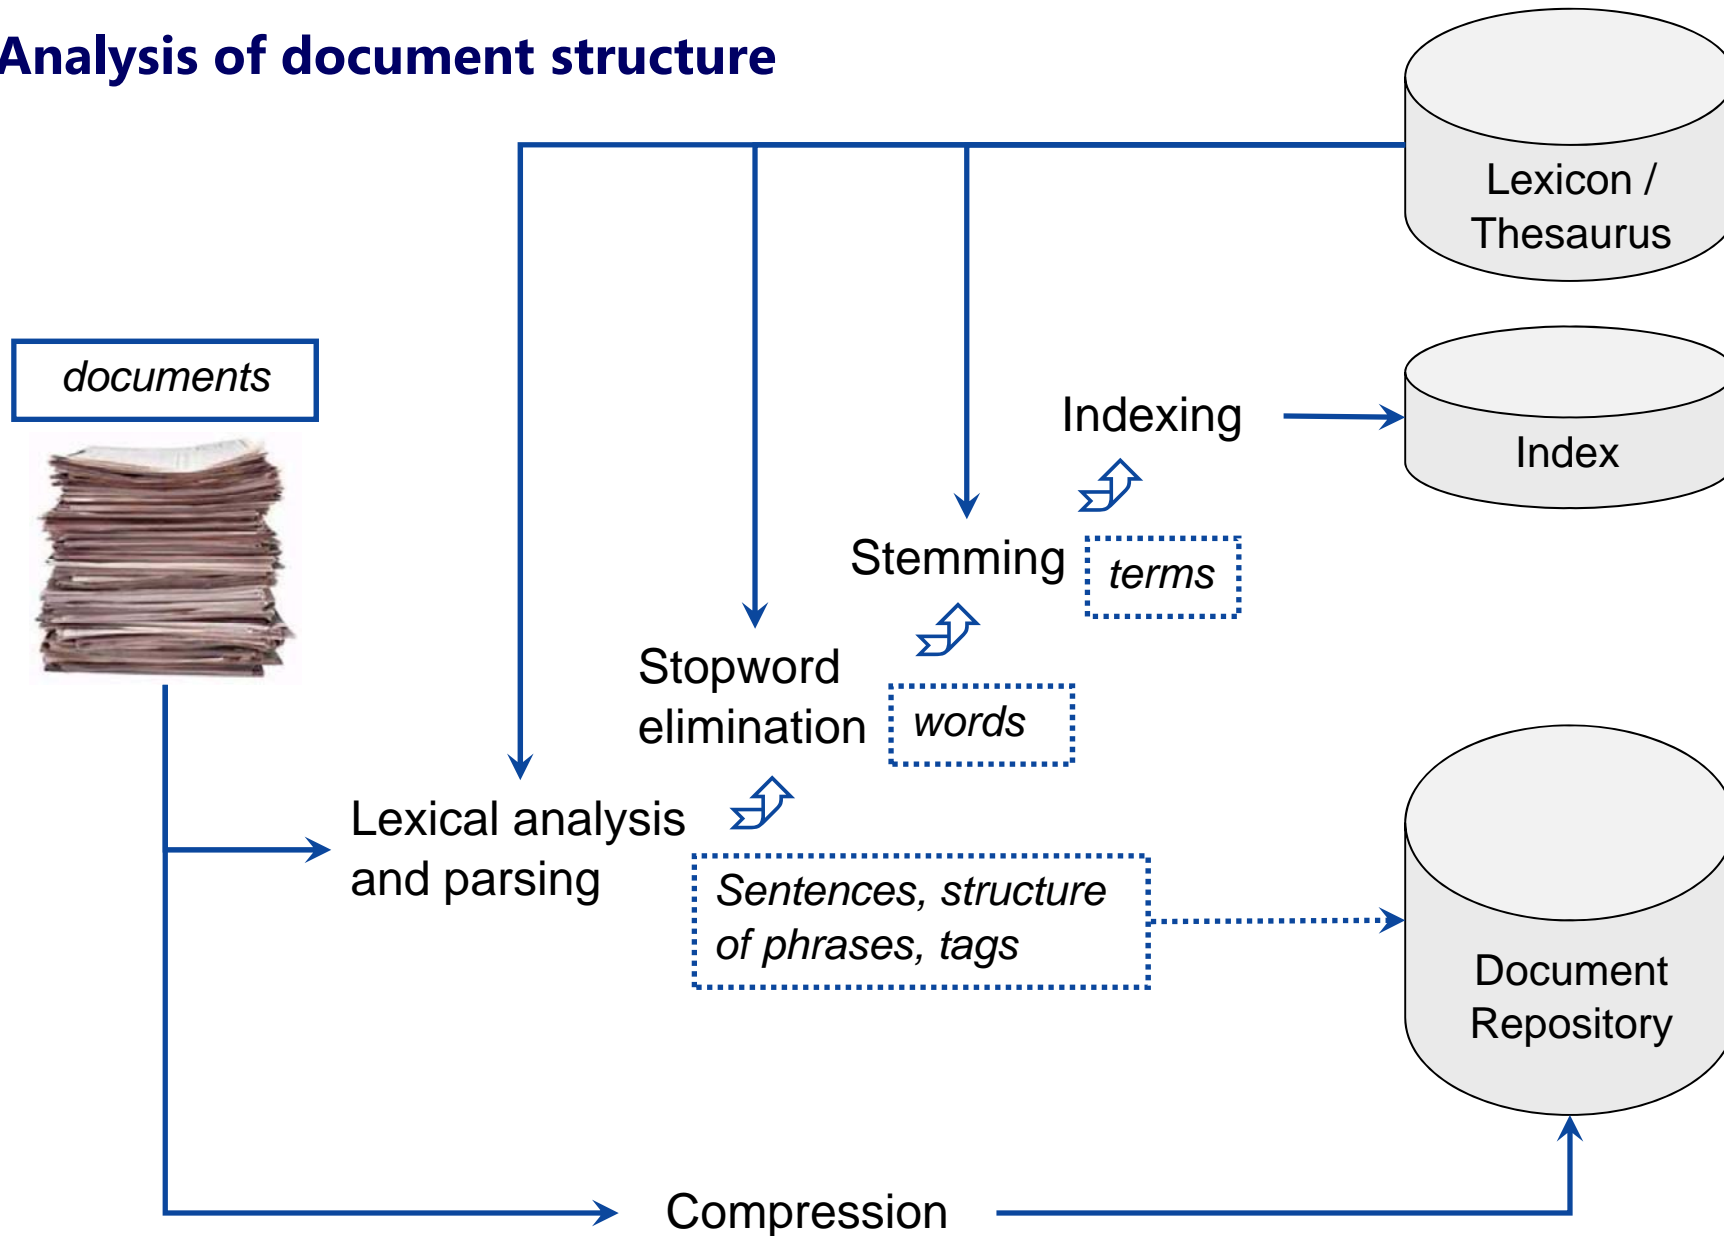 Analysis of document structure
Lexicon /
Thesaurus
documents
Indexing
Index
Stemming
terms
Stopword
elimination
words
Lexical analysis
and parsing
Sentences, structure
of phrases, tags
Document
Repository
Compression